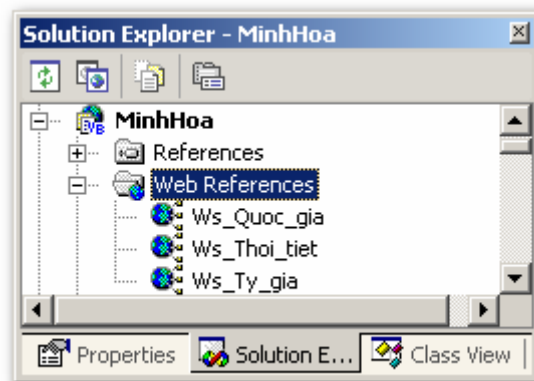 Solution Explorer - MinhHoa
MinhHoa
References
Web References
Ws_Quoc_gia
Ws_Thoi_tiet
Ws_Ty_gia
Properties Solution E... Class View